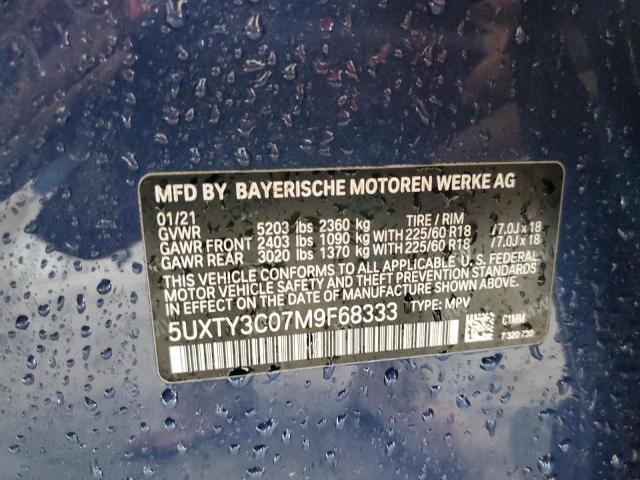 MFD BY BAYERISCHE MOTOREN WERKE AG
01/21 TIRE / RIM
GVWR 5203 lbs 2360 kg
GAWR FRONT 2403 lbs 1090 kg WITH 225/60 R18 /7.0J x 18
GAWR REAR 3020 lbs 1370 kg WITH 225/60 R18 /7.0J x 18
THIS VEHICLE CONFORMS TO ALL APPLICABLE U.S. FEDERAL
MOTOR VEHICLE SAFETY AND THEFT PREVENTION STANDARDS
IN EFFECT ON THE DATE OF MANUFACTURE SHOWN ABOVE.
5UXTY3C07M9F68333 TYPE: MPV
C1MM
7 320 730